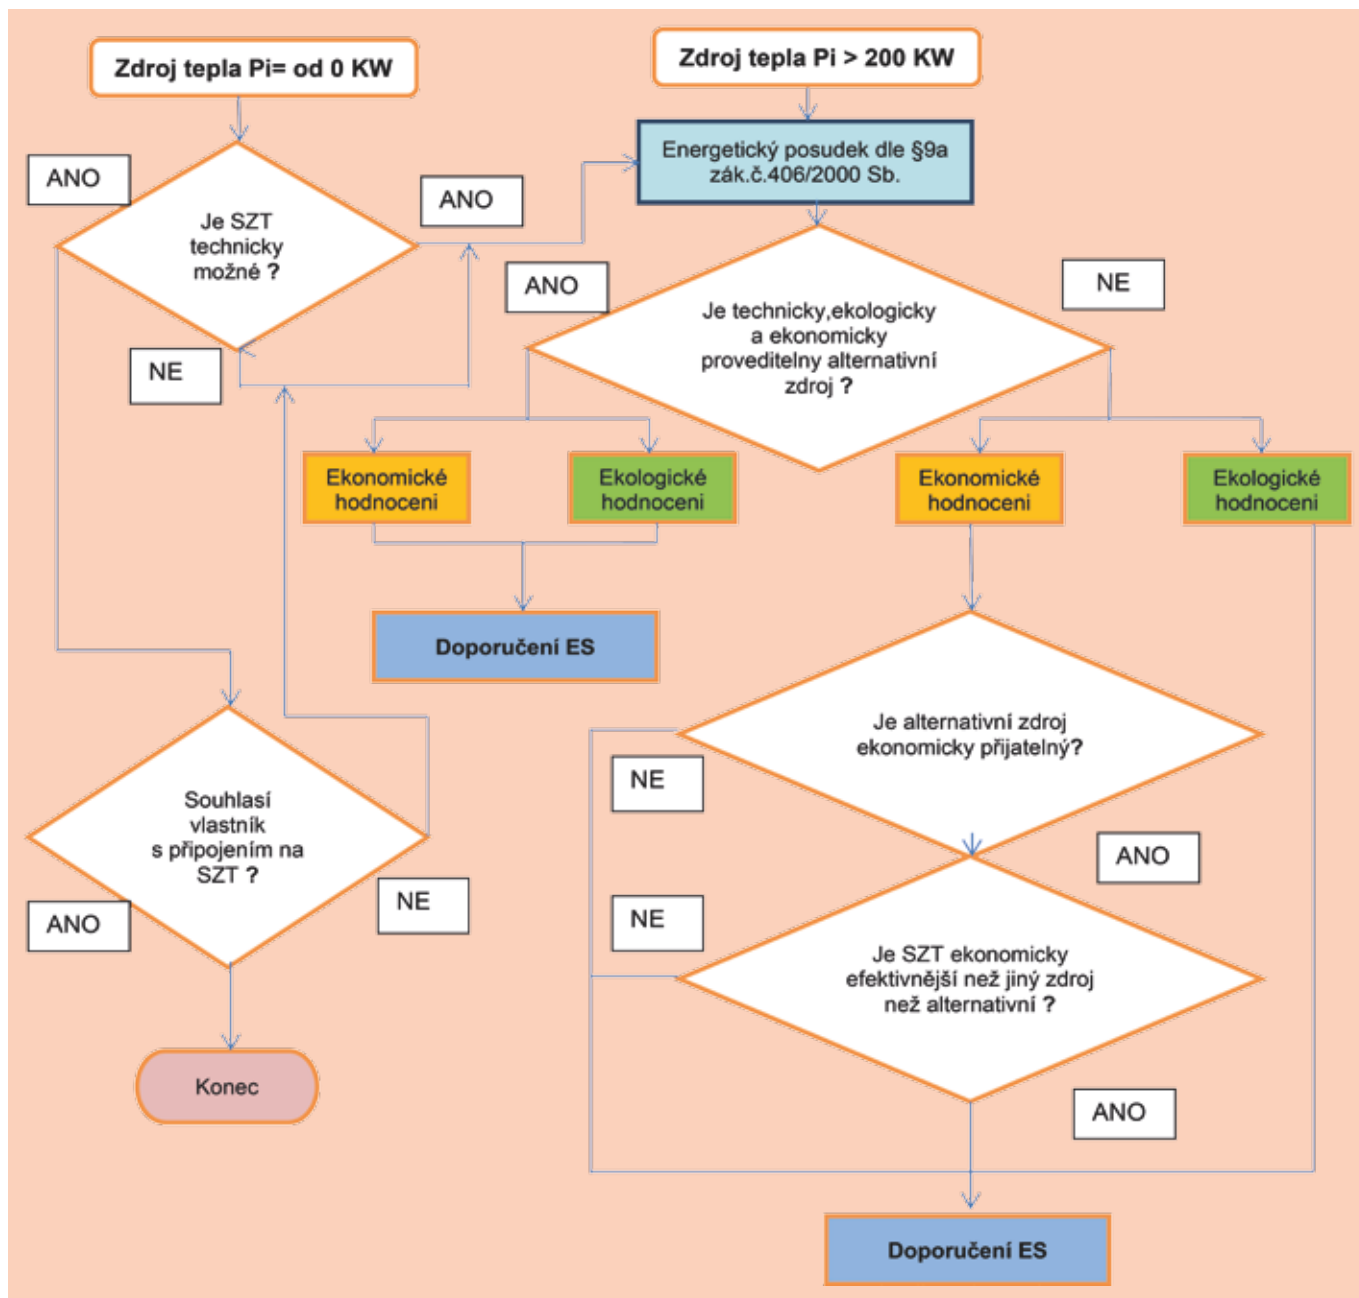 Zdroj tepla Pi= od 0 KW
Zdroj tepla Pi > 200 KW
Energetický posudek dle §9a
zák.č.406/2000 Sb.
ANO
ANO
Je SZT
technicky
možné ?
ANO
NE
Je technicky,ekologicky
a ekonomicky
proveditelny alternativní
zdroj ?
NE
Ekonomické
hodnoceni
Ekologické
hodnoceni
Ekonomické
hodnoceni
Ekologické
hodnoceni
Doporučení ES
Je alternativní zdroj
ekonomicky přijatelný?
NE
Souhlasí
vlastník
s připojením na
SZT ?
ANO
NE
ANO
NE
Je SZT ekonomicky
efektivnější než jiný zdroj
než alternativní ?
Konec
ANO
Doporučení ES